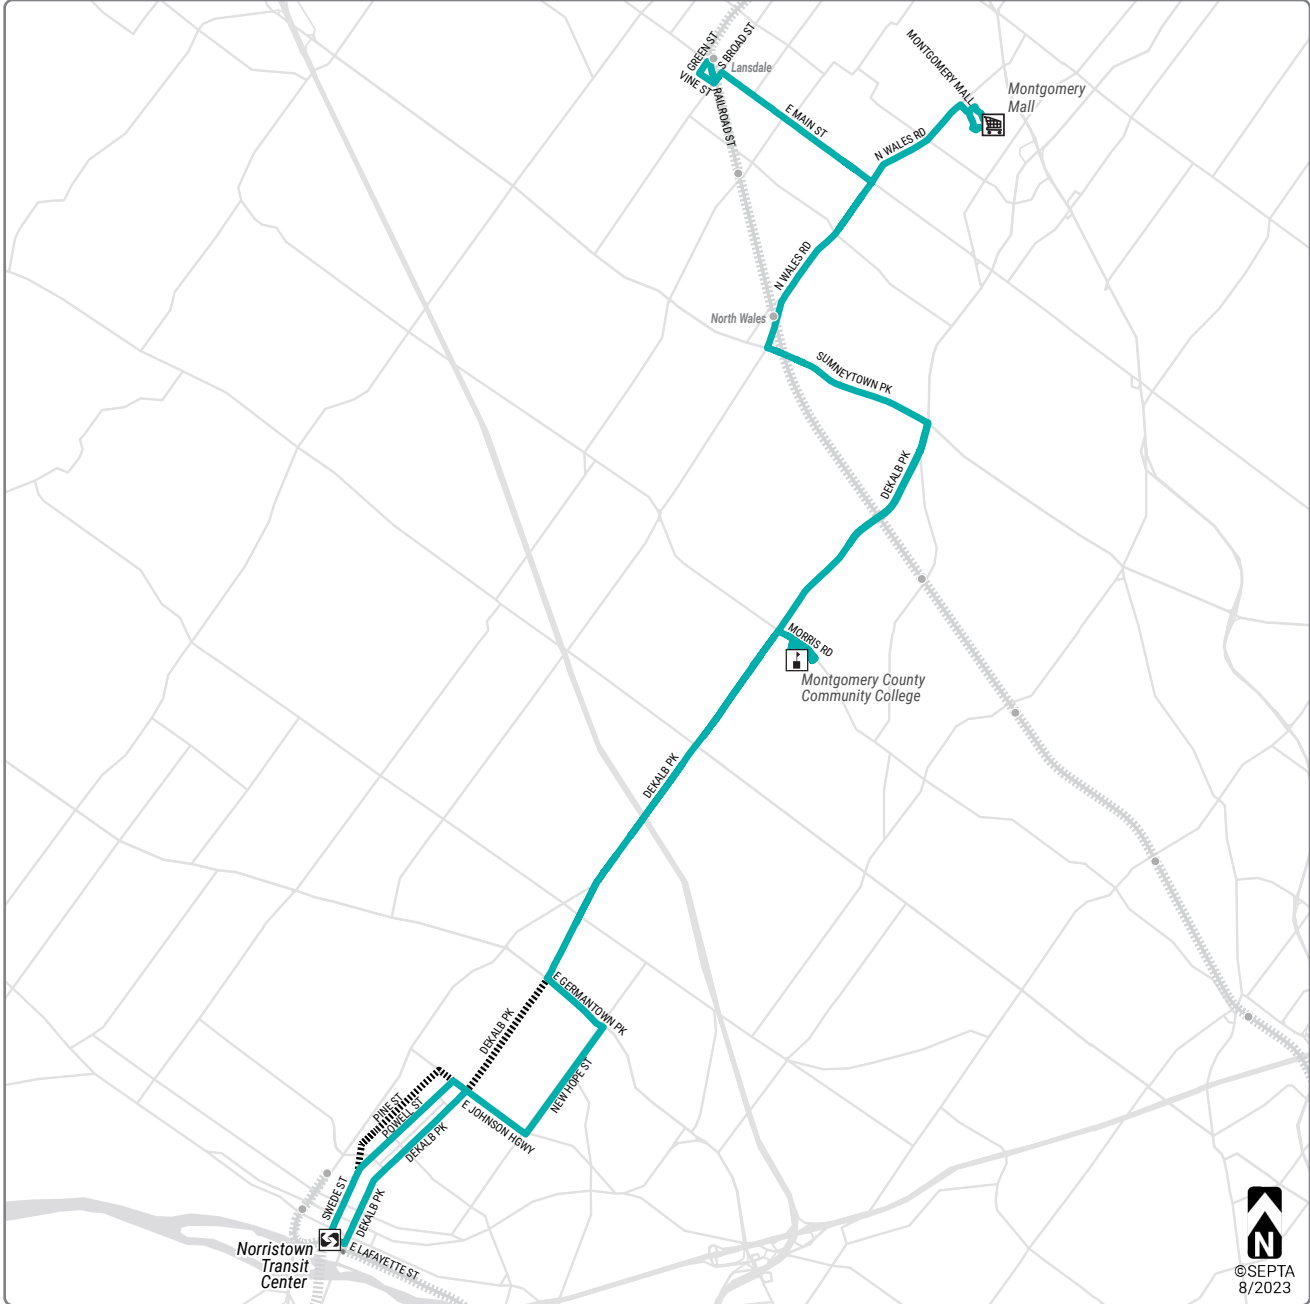 GREEN ST
S BROAD ST
VINE ST
Lansdale
RAILROAD ST
E MAIN ST
MONTGOMERY MALL
Montgomery
Mall
N WALES RD
N WALES RD
North Wales
SUMNEYTOWN PK
DEKALB PK
MORRIS RD
Montgomery County
Community College
DEKALB PK
E GERMANTOWN PK
DEKALB PK
NEW HOPE ST
PINE ST
POWELL ST
E JOHNSON HGWY
DEKALB PK
SWEDE ST
DEKALB PK
E LAFAYETTE ST
Norristown
Transit
Center
N
©SEPTA
8/2023